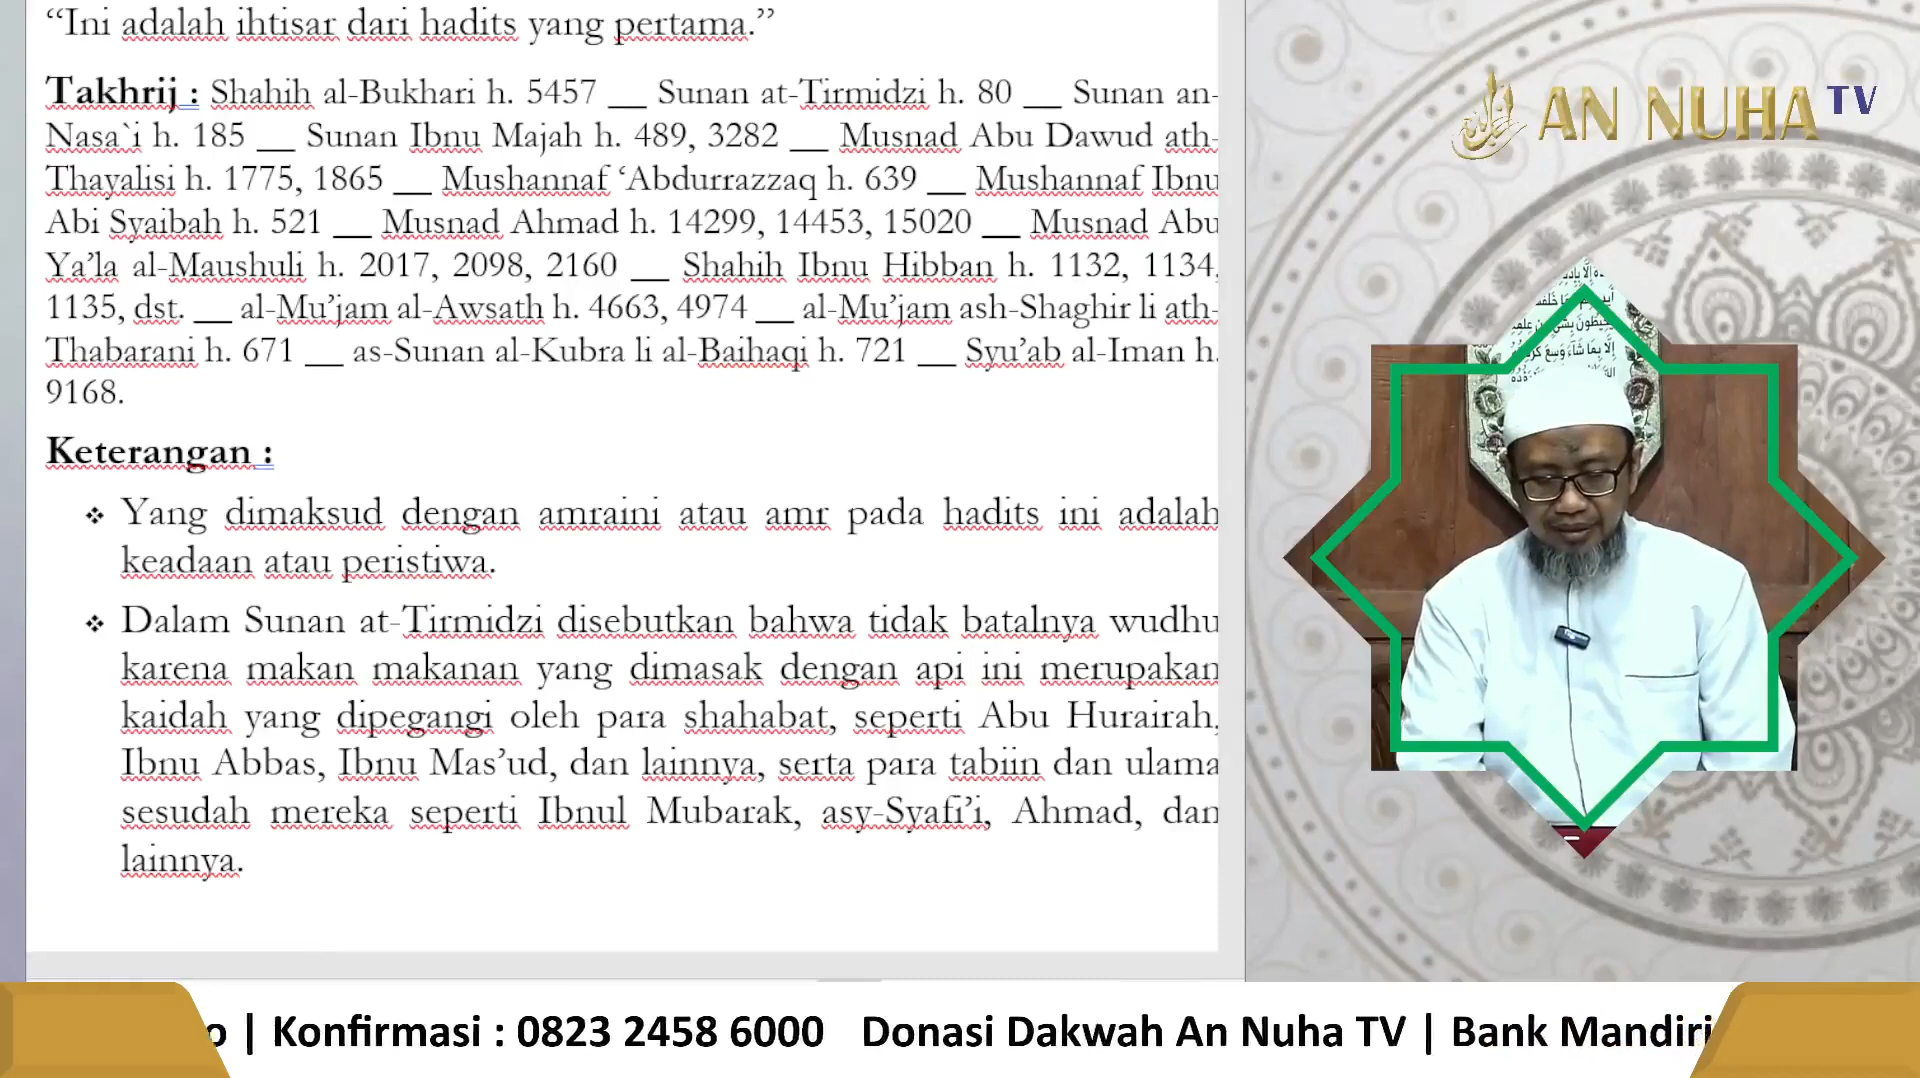 “Ini adalah ihtisar dari hadits yang pertama.”
Takhrij : Shahih al-Bukhari h. 5457 __ Sunan at-Tirmidzi h. 80 __ Sunan an-
Nasa`i h. 185 __ Sunan Ibnu Majah h. 489, 3282 __ Musnad Abu Dawud ath-
Thayalisi h. 1775, 1865 __ Mushannaf ‘Abdurrazzaq h. 639 __ Mushannaf Ibnu
Abi Syaibah h. 521 __ Musnad Ahmad h. 14299, 14453, 15020 __ Musnad Abu
Ya’la al-Maushuli h. 2017, 2098, 2160 __ Shahih Ibnu Hibban h. 1132, 1134,
1135, dst. __ al-Mu’jam al-Awsath h. 4663, 4974 __ al-Mu’jam ash-Shaghir li ath-
Thabarani h. 671 __ as-Sunan al-Kubra li al-Baihaqi h. 721 __ Syu’ab al-Iman h.
9168.
Keterangan :
❖ Yang dimaksud dengan amraini atau amr pada hadits ini adalah
keadaan atau peristiwa.
❖ Dalam Sunan at-Tirmidzi disebutkan bahwa tidak batalnya wudhu
karena makan makanan yang dimasak dengan api ini merupakan
kaidah yang dipegangi oleh para shahabat, seperti Abu Hurairah,
Ibnu Abbas, Ibnu Mas’ud, dan lainnya, serta para tabiin dan ulama
sesudah mereka seperti Ibnul Mubarak, asy-Syafi’i, Ahmad, dan
lainnya.
AN NUHA TV
o | Konfirmasi : 0823 2458 6000 Donasi Dakwah An Nuha TV | Bank Mandiri